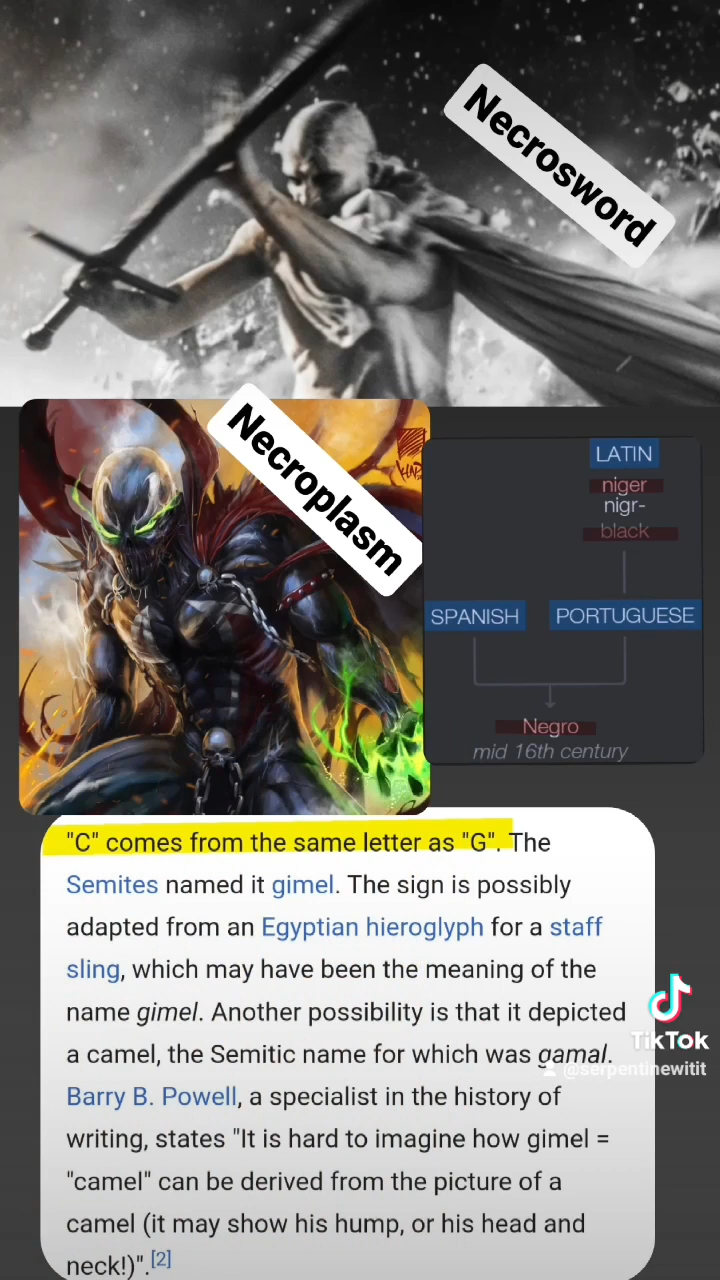 Necrosword
Necroplasm
LATIN
niger
nigr-
black
SPANISH
PORTUGUESE
Negro
mid 16th century
"C" comes from the same letter as "G". The
Semites named it gimel. The sign is possibly
adapted from an Egyptian hieroglyph for a staff
sling, which may have been the meaning of the
name gimel. Another possibility is that it depicted
a camel, the Semitic name for which was gamal.
Barry B. Powell, a specialist in the history of
writing, states "It is hard to imagine how gimel =
"camel" can be derived from the picture of a
camel (it may show his hump, or his head and
neck!)".[2]
TikTok
@serpentinewitit